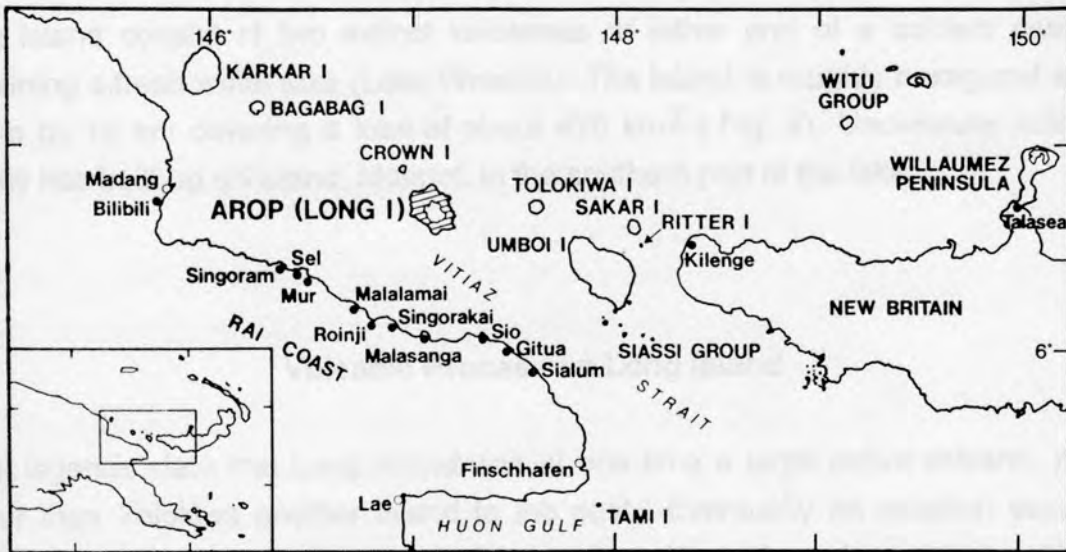 146
148
150°
KARKAR I
BAGABAG I
WITU
GROUP
CROWN I
WILLAUMEZ
PENINSULA
Madang
TOLOKIWA I
Bilibili
AROP (LONG I)
SAKAR I
RITTER I
Talasea
UMBOI I
Kilenge
VITIAZ
Sel
Singoram
Mur
Malalamai
NEW BRITAIN
Singorakai
RAI COAST
Roinji
Sio
SIASSI GROUP
Malasanga
Gitua
6°
Sialum
STRAIT
Finschhafen
Lae
TAMI I
HUON GULF